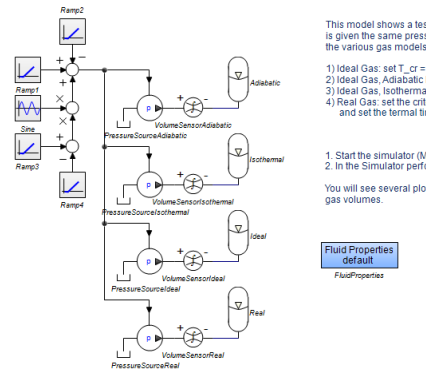 Ramp2
This model shows a tes
is given the same press
the various gas models
Adiabatic
1) Ideal Gas: set T_cr =
2) Ideal Gas, Adiabatic
3) Ideal Gas, Isotherma
4) Real Gas: set the crit
and set the termal tin
Ramp1
p
VolumeSensorAdiabatic
Sine
PressureSourceAdiabatic
Isothermal
1. Start the simulator (M
2. In the Simulator perfo
Ramp3
You will see several plo
gas volumes.
p
VolumeSensorIsothermal
Ramp4
PressureSourceIsothermal
Ideal
Fluid Properties
default
FluidProperties
p
VolumeSensorIdeal
PressureSourceIdeal
Real
p
VolumeSensorReal
PressureSourceReal